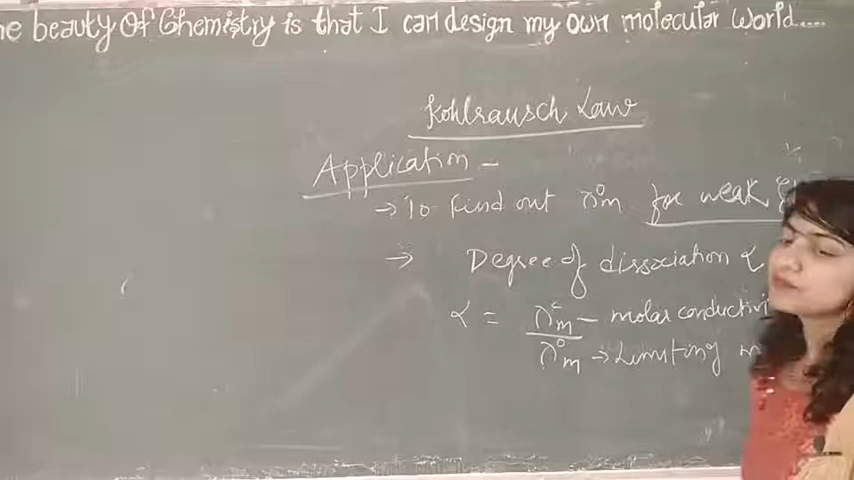 he beauty Of Chemistry is that I can design my own molecular world....
Kohlrausch Law
Application -
→ To Find out λ°m for weak
→ Degree of dissociation α
α = λᶜm - molar conductivi
λ°m → Limiting m